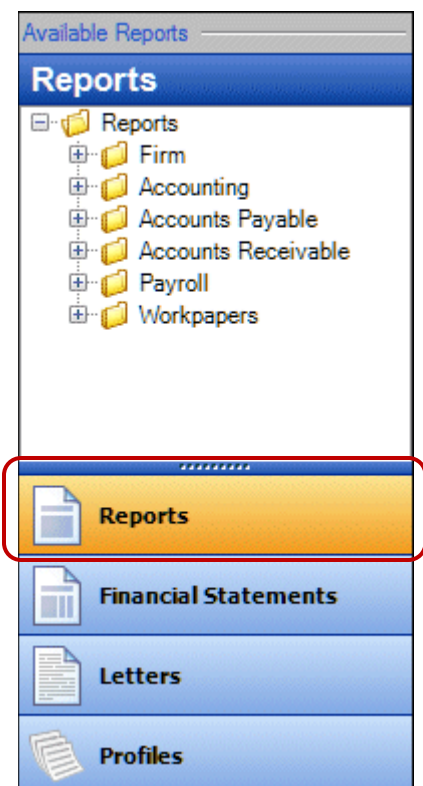 Available Reports
Reports
Reports
Firm
Accounting
Accounts Payable
Accounts Receivable
Payroll
Workpapers
Reports
Financial Statements
Letters
Profiles